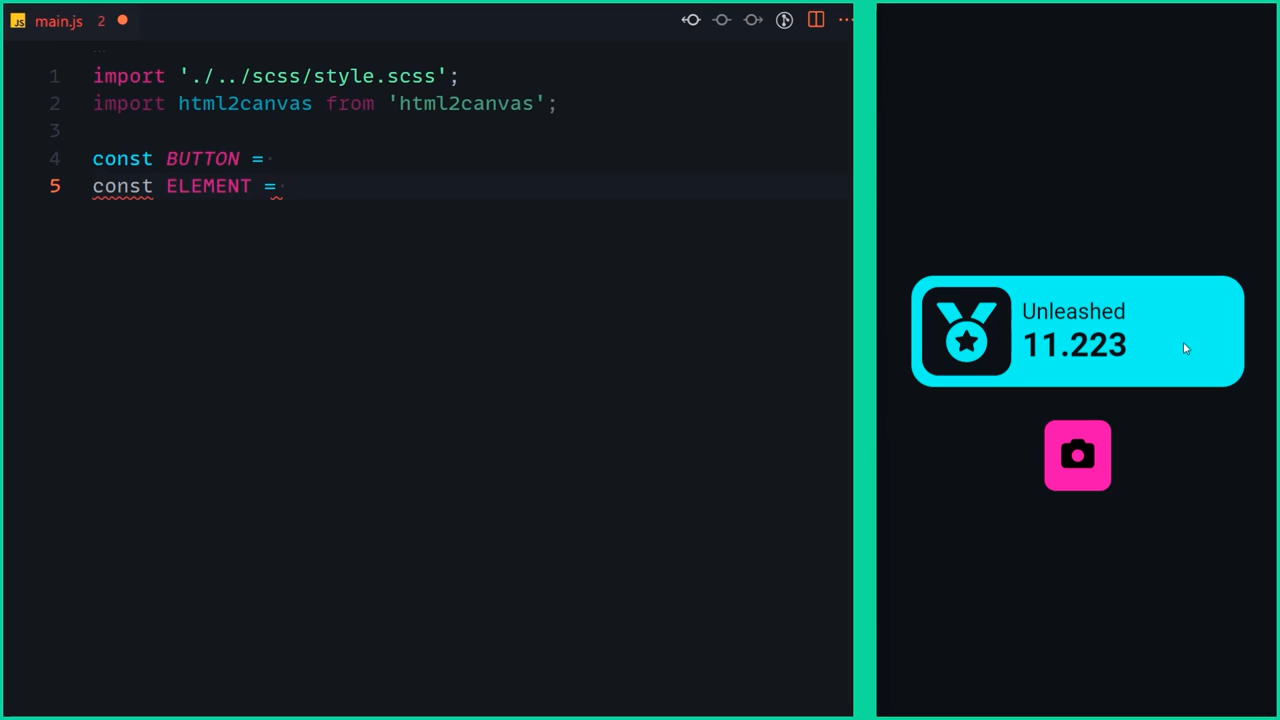 JS main.js 2
...
1 import './../scss/style.scss';
2 import html2canvas from 'html2canvas';
3
4 const BUTTON =
5 const ELEMENT =
Unleashed
11.223